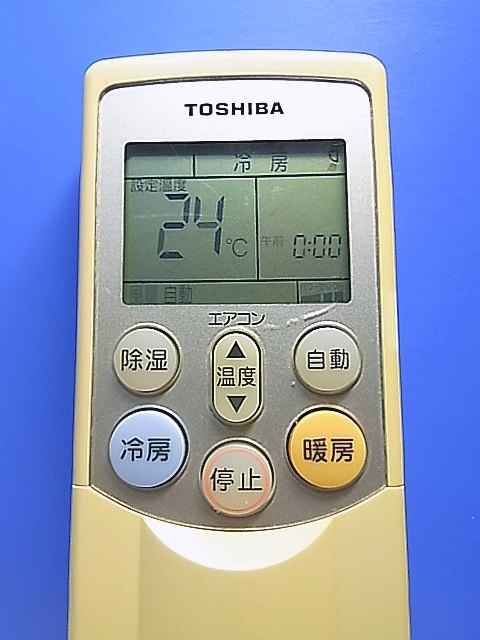 TOSHIBA
冷房
設定温度
24℃
午前 0:00
風量 自動
エアコン
除湿
温度
自動
冷房
停止
暖房